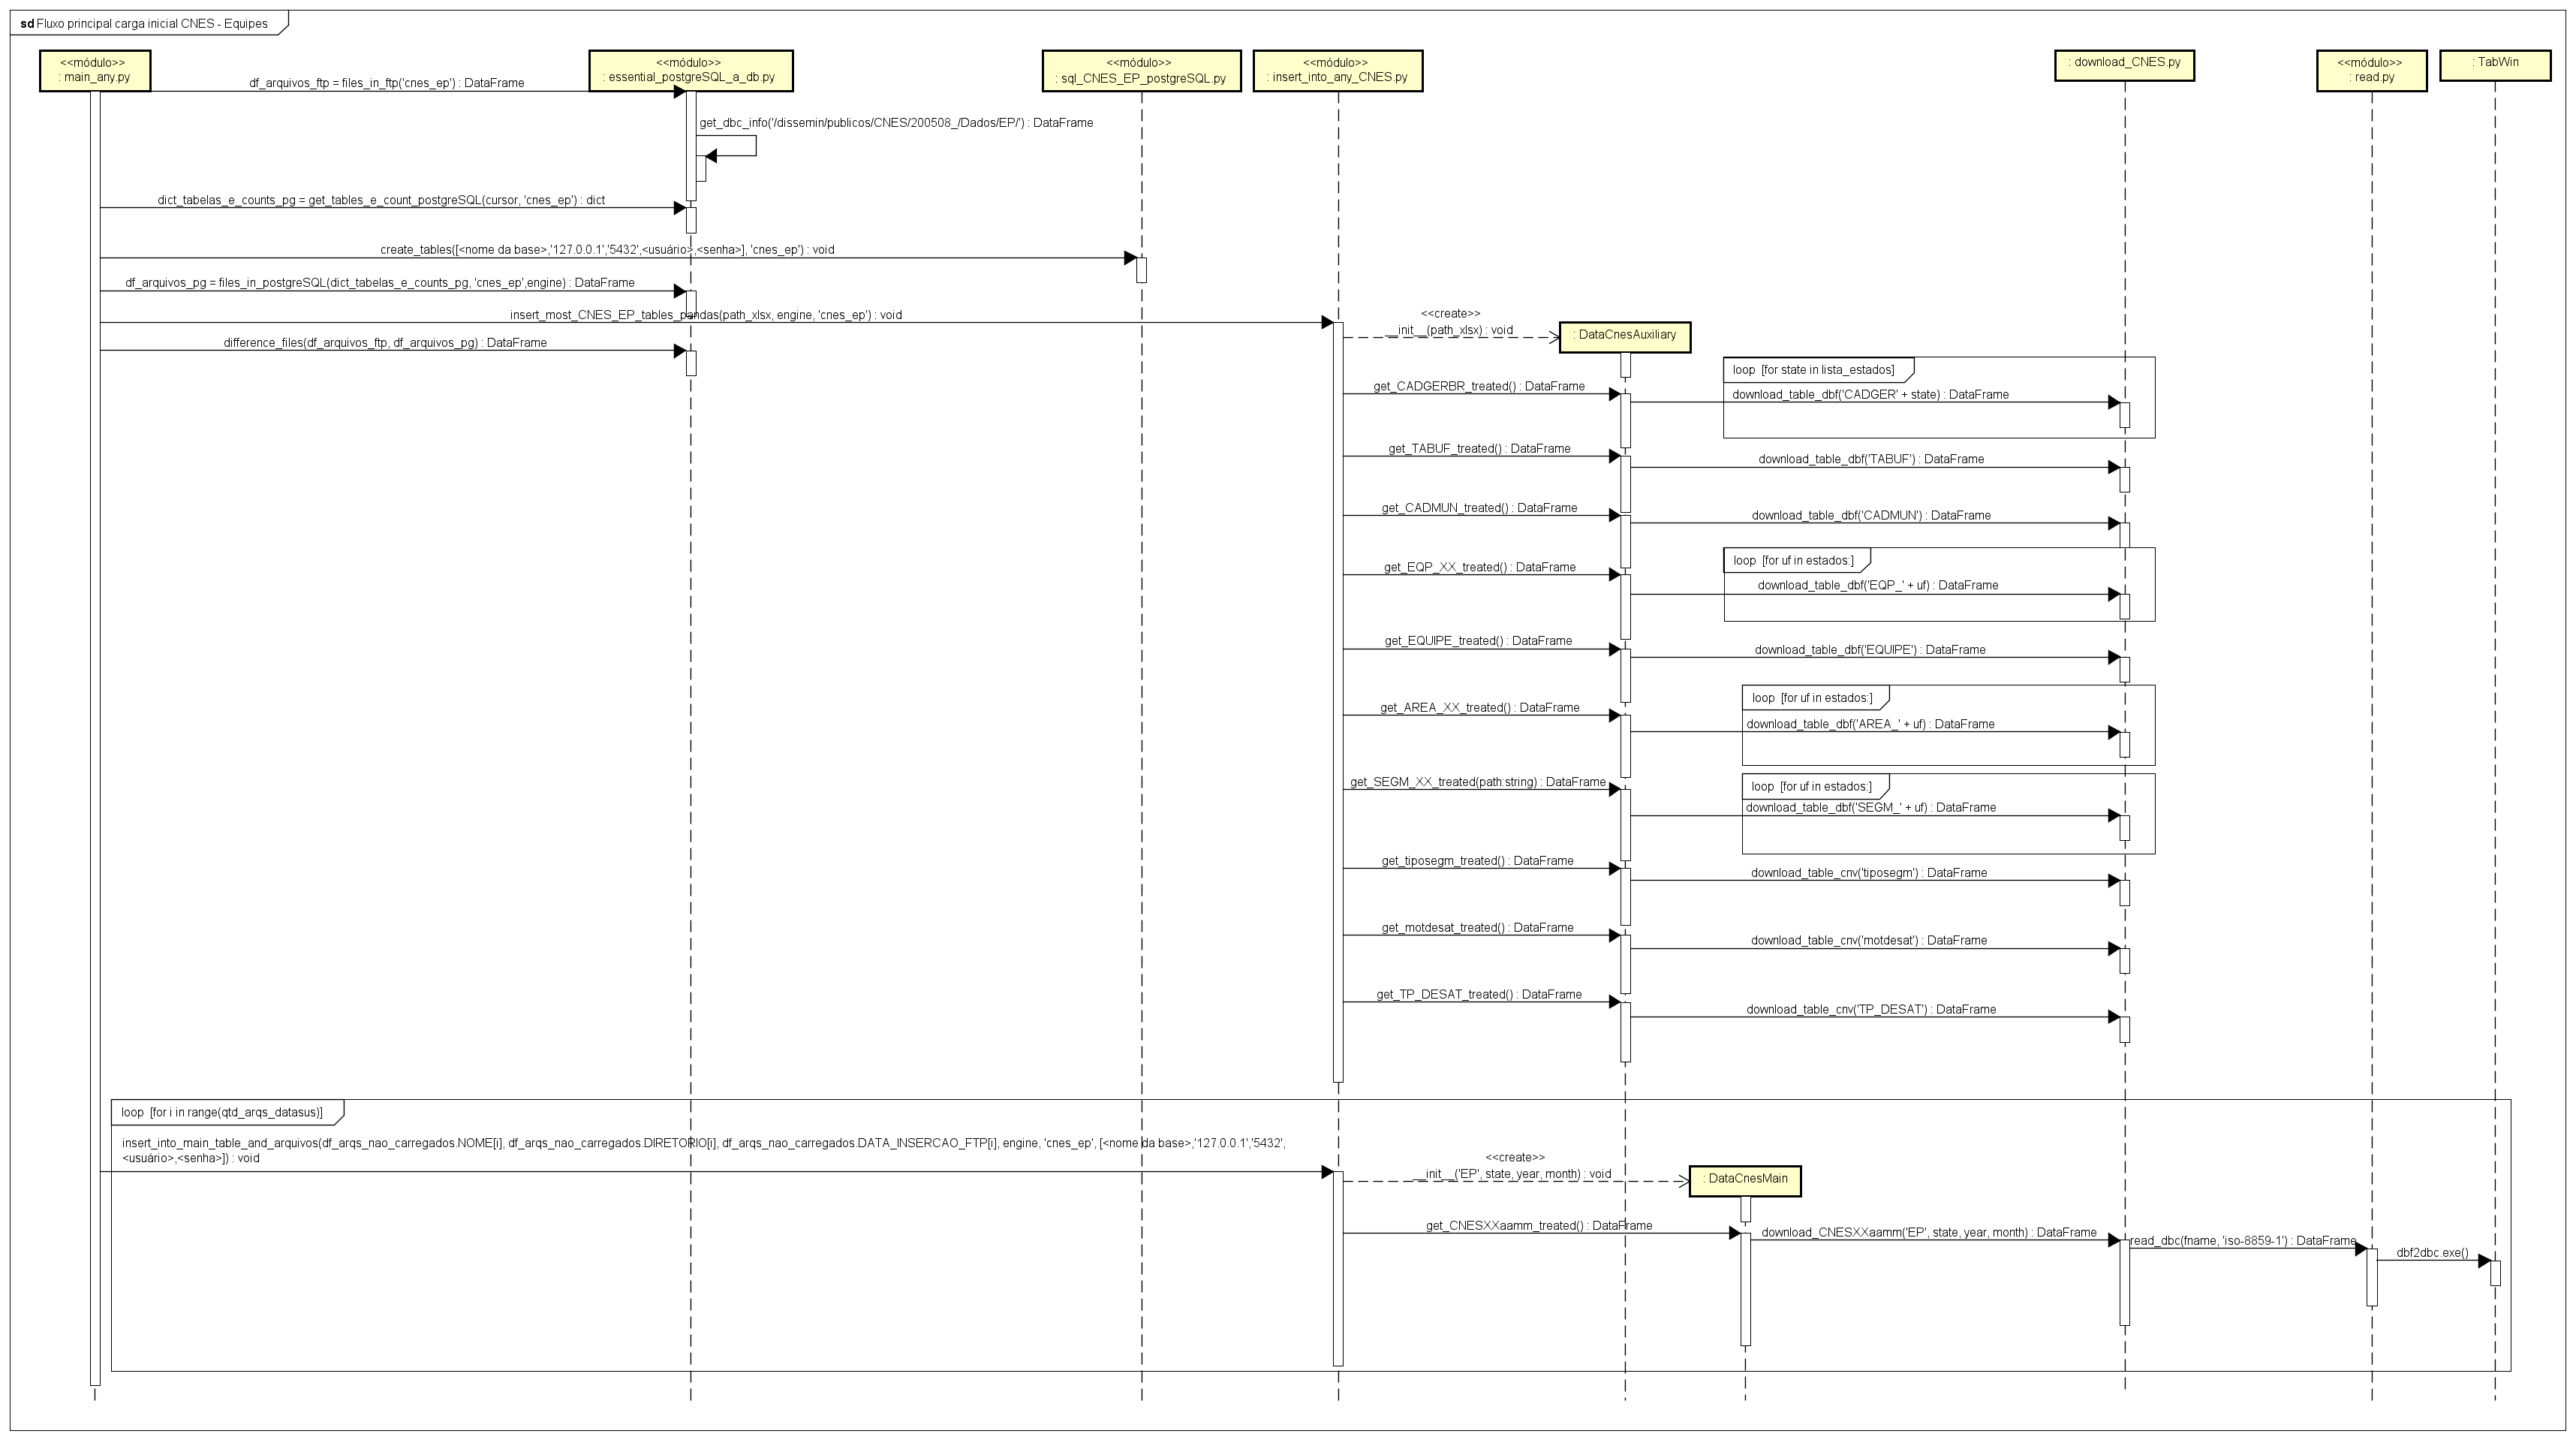 sd Fluxo principal carga inicial CNES - Equipes
<<módulo>>
: main_any.py
<<módulo>>
: essential_postgreSQL_a_db.py
<<módulo>>
: sql_CNES_EP_postgreSQL.py
<<módulo>>
: insert_into_any_CNES.py
: download_CNES.py
<<módulo>>
: read.py
: TabWin
df_arquivos_ftp = files_in_ftp('cnes_ep') : DataFrame
get_dbc_info('/dissemin/publicos/CNES/200508_/Dados/EP/') : DataFrame
dict_tabelas_e_counts_pg = get_tables_e_count_postgreSQL(cursor, 'cnes_ep') : dict
create_tables([<nome da base>,'127.0.0.1','5432',<usuário>,<senha>], 'cnes_ep') : void
df_arquivos_pg = files_in_postgreSQL(dict_tabelas_e_counts_pg, 'cnes_ep',engine) : DataFrame
insert_most_CNES_EP_tables_pandas(path_xlsx, engine, 'cnes_ep') : void
<<create>>
__init__(path_xlsx) : void
: DataCnesAuxiliary
difference_files(df_arquivos_ftp, df_arquivos_pg) : DataFrame
loop [for state in lista_estados]
get_CADGERBR_treated() : DataFrame
download_table_dbf('CADGER' + state) : DataFrame
get_TABUF_treated() : DataFrame
download_table_dbf('TABUF') : DataFrame
get_CADMUN_treated() : DataFrame
download_table_dbf('CADMUN') : DataFrame
loop [for uf in estados:]
get_EQP_XX_treated() : DataFrame
download_table_dbf('EQP_' + uf) : DataFrame
get_EQUIPE_treated() : DataFrame
download_table_dbf('EQUIPE') : DataFrame
loop [for uf in estados:]
get_AREA_XX_treated() : DataFrame
download_table_dbf('AREA_' + uf) : DataFrame
get_SEGM_XX_treated(path:string) : DataFrame
loop [for uf in estados:]
download_table_dbf('SEGM_' + uf) : DataFrame
get_tiposegm_treated() : DataFrame
download_table_cnv('tiposegm') : DataFrame
get_motdesat_treated() : DataFrame
download_table_cnv('motdesat') : DataFrame
get_TP_DESAT_treated() : DataFrame
download_table_cnv('TP_DESAT') : DataFrame
loop [for i in range(qtd_arqs_datasus)]
insert_into_main_table_and_arquivos(df_arqs_nao_carregados.NOME[i], df_arqs_nao_carregados.DIRETORIO[i], df_arqs_nao_carregados.DATA_INSERCAO_FTP[i], engine, 'cnes_ep', [<nome da base>,'127.0.0.1','5432',
<usuário>,<senha>]) : void
<<create>>
__init__('EP', state, year, month) : void
: DataCnesMain
get_CNESXXaamm_treated() : DataFrame
download_CNESXXaamm('EP', state, year, month) : DataFrame
read_dbc(fname, 'iso-8859-1') : DataFrame
dbf2dbc.exe()